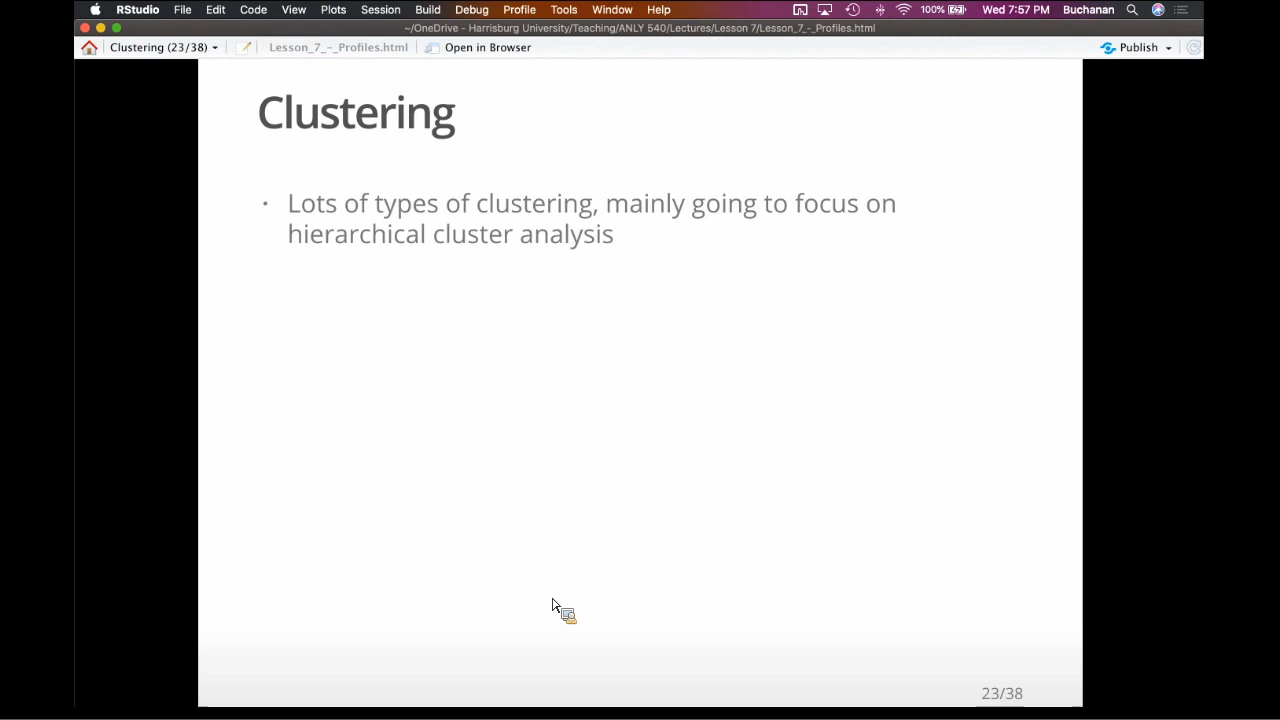 RStudio File Edit Code View Plots Session Build Debug Profile Tools Window Help 100% Wed 7:57 PM Buchanan
~/OneDrive - Harrisburg University/Teaching/ANLY 540/Lectures/Lesson 7/Lesson_7_-_Profiles.html
Clustering (23/38) Lesson_7_-_Profiles.html Open in Browser Publish
Clustering
• Lots of types of clustering, mainly going to focus on
hierarchical cluster analysis
23/38